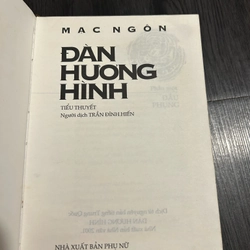 MẠC NGÔN
ĐÀN
HƯƠNG
HÌNH
TIỂU THUYẾT
Người dịch TRẦN ĐÌNH HIẾN
NHÀ XUẤT BẢN PHỤ NỮ